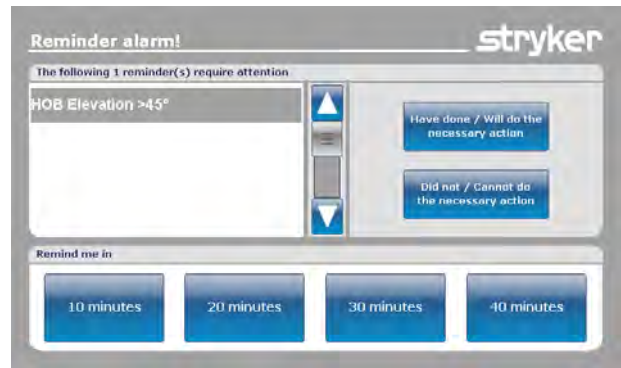 Reminder alarm!
stryker
The following 1 reminder(s) require attention
HOB Elevation >45°
Have done / Will do the
necessary action
Did not / Cannot do
the necessary action
Remind me in
10 minutes
20 minutes
30 minutes
40 minutes